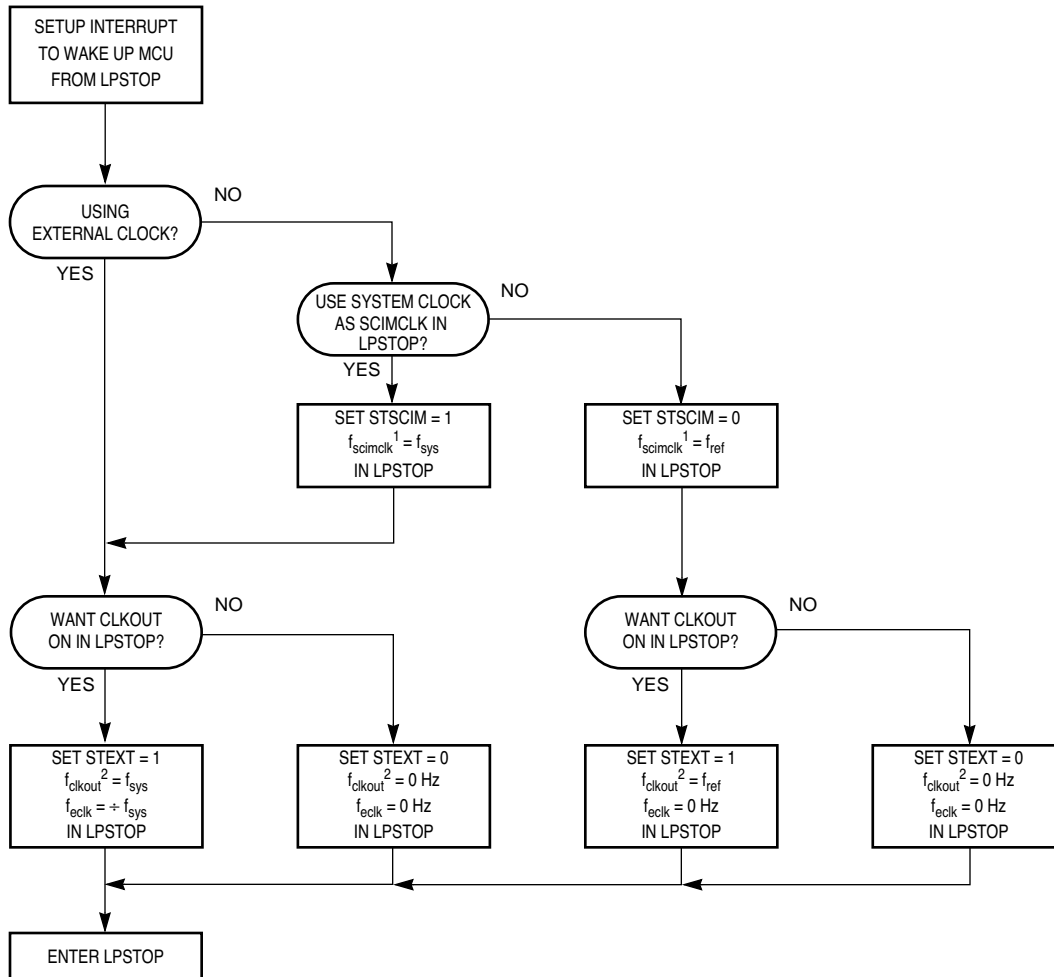 SETUP INTERRUPT
TO WAKE UP MCU
FROM LPSTOP
NO
USING
EXTERNAL CLOCK?
YES
NO
USE SYSTEM CLOCK
AS SCIMCLK IN
LPSTOP?
YES
SET STSCIM = 1
fscimclk1 = fsys
IN LPSTOP
SET STSCIM = 0
fscimclk1 = fref
IN LPSTOP
NO
WANT CLKOUT
ON IN LPSTOP?
YES
NO
WANT CLKOUT
ON IN LPSTOP?
YES
SET STEXT = 1
fclkout2 = fsys
feclk = ÷ fsys
IN LPSTOP
SET STEXT = 0
fclkout2 = 0 Hz
feclk = 0 Hz
IN LPSTOP
SET STEXT = 1
fclkout2 = fref
feclk = 0 Hz
IN LPSTOP
SET STEXT = 0
fclkout2 = 0 Hz
feclk = 0 Hz
IN LPSTOP
ENTER LPSTOP